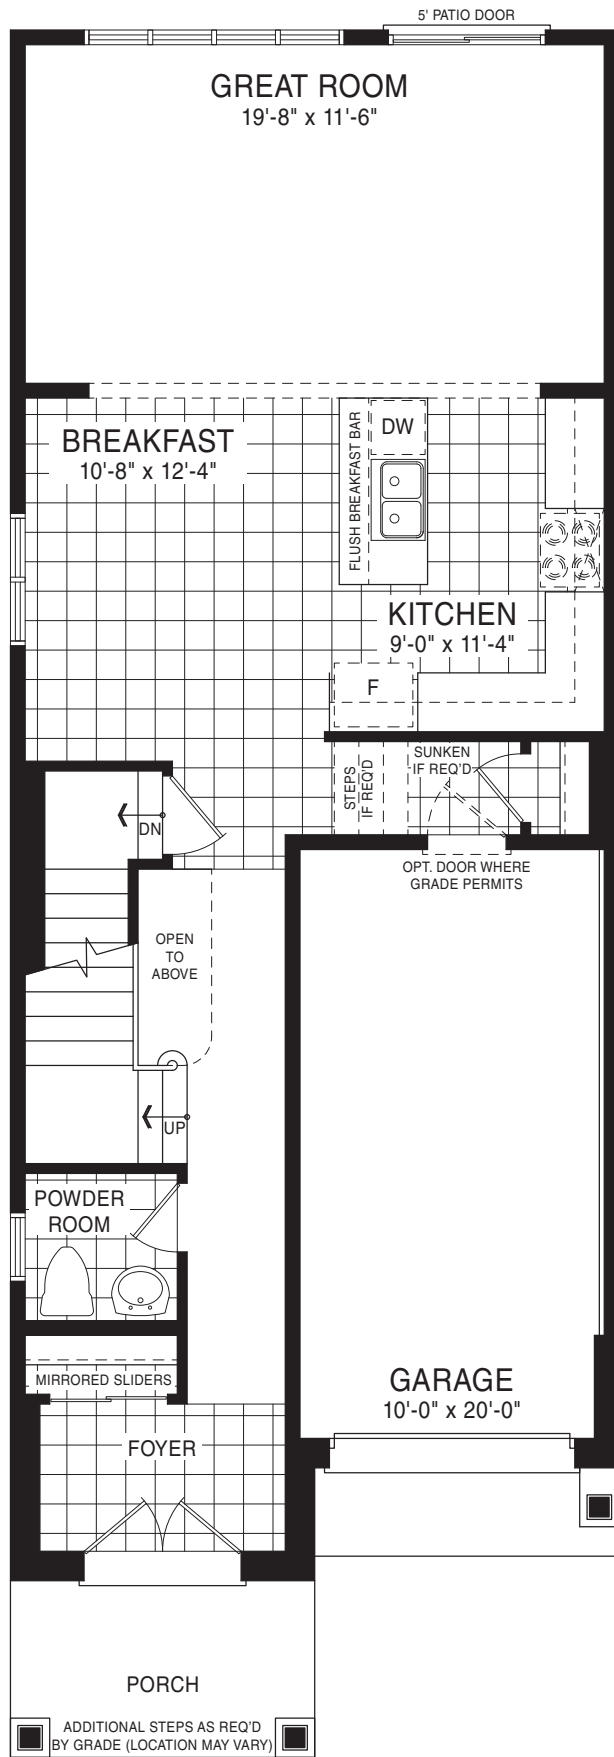 5' PATIO DOOR
GREAT ROOM
19'-8" x 11'-6"
BREAKFAST
10'-8" x 12'-4"
FLUSH BREAKFAST BAR
DW
KITCHEN
9'-0" x 11'-4"
F
STEPS
IF REQ'D
SUNKEN
IF REQ'D
DN
OPT. DOOR WHERE
GRADE PERMITS
OPEN
TO
ABOVE
UP
POWDER
ROOM
MIRRORED SLIDERS
GARAGE
10'-0" x 20'-0"
FOYER
PORCH
ADDITIONAL STEPS AS REQ'D
BY GRADE (LOCATION MAY VARY)